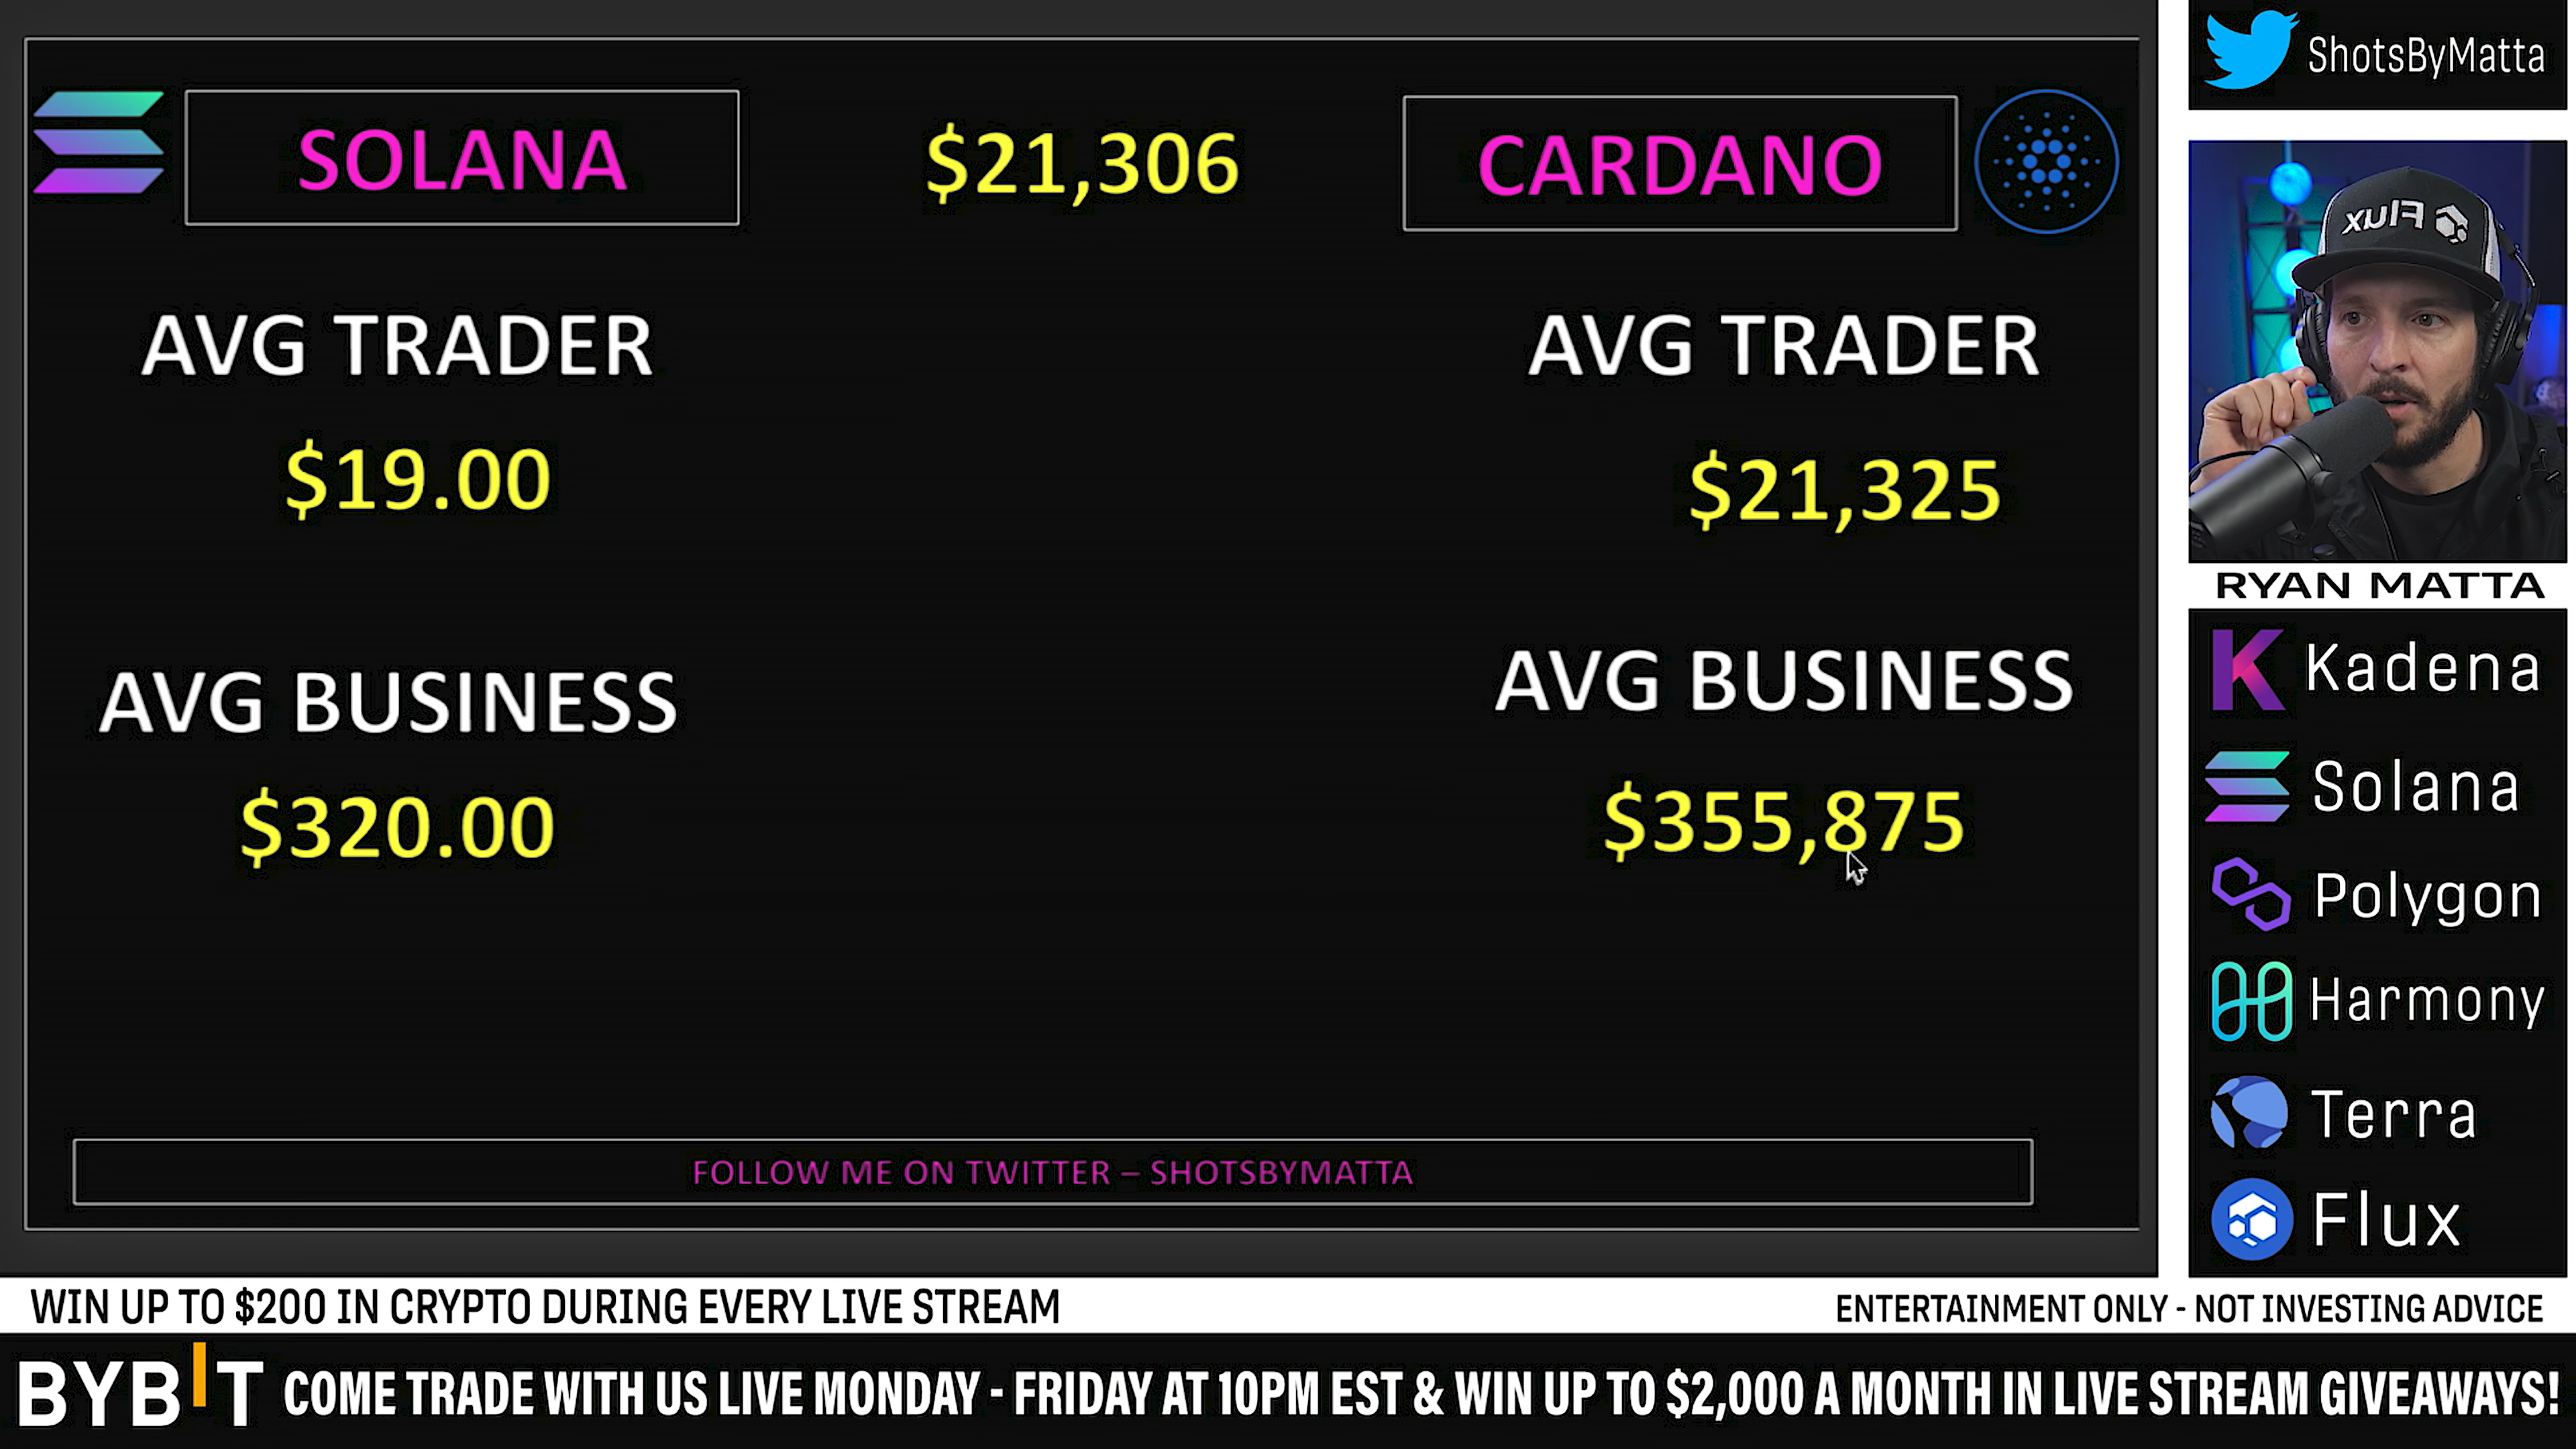 SOLANA
$21,306
CARDANO
AVG TRADER
$19.00
AVG BUSINESS
$320.00
AVG TRADER
$21,325
AVG BUSINESS
$355,875
FOLLOW ME ON TWITTER – SHOTSBYMATTA
ShotsByMatta
Flux
RYAN MATTA
Kadena
Solana
Polygon
Harmony
Terra
Flux
WIN UP TO $200 IN CRYPTO DURING EVERY LIVE STREAM
ENTERTAINMENT ONLY - NOT INVESTING ADVICE
BYBIT COME TRADE WITH US LIVE MONDAY - FRIDAY AT 10PM EST & WIN UP TO $2,000 A MONTH IN LIVE STREAM GIVEAWAYS!